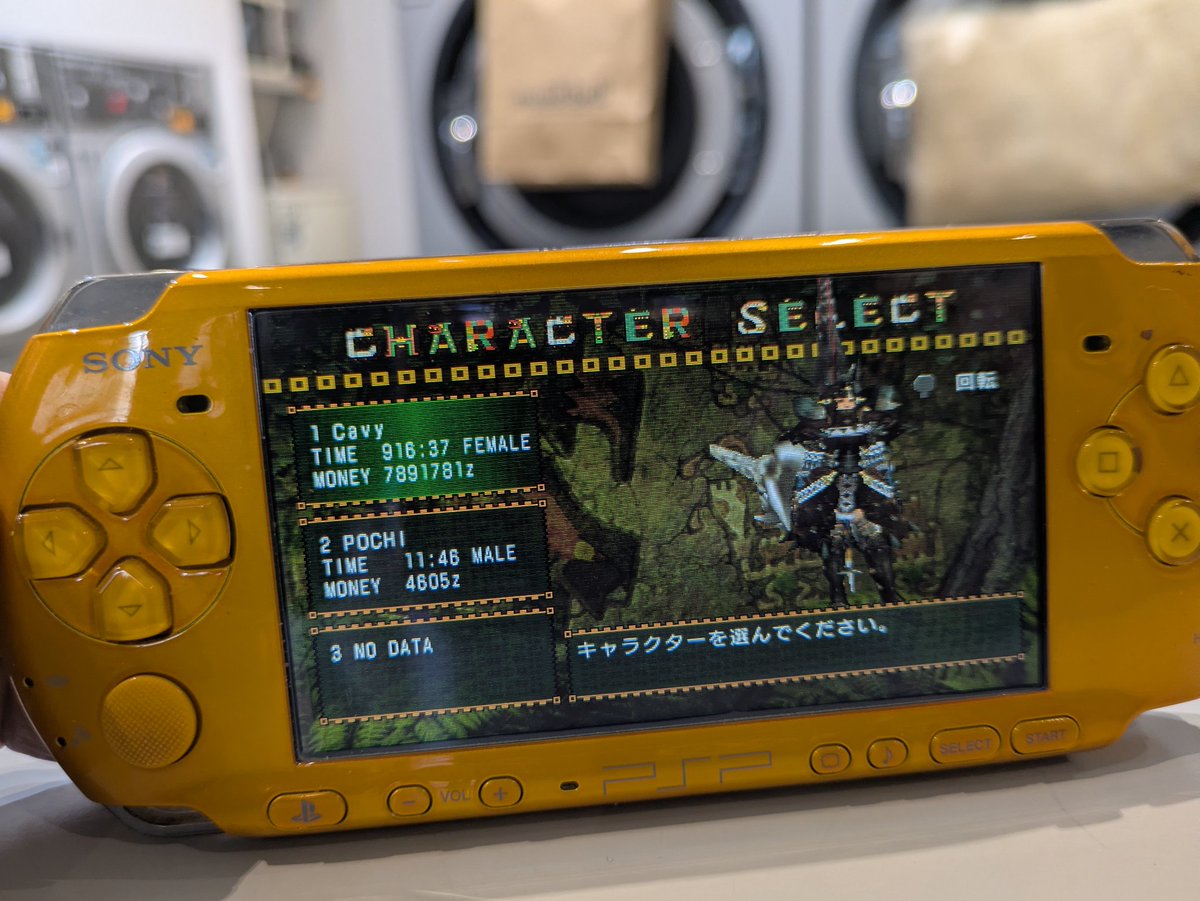 SONY
CHARACTER SELECT
回転
1 Cavy
TIME 916:37 FEMALE
MONEY 7891781z
2 POCHI
TIME 11:46 MALE
MONEY 4605z
3 NO DATA
キャラクターを選んでください。
VOL
PSP
SELECT
START